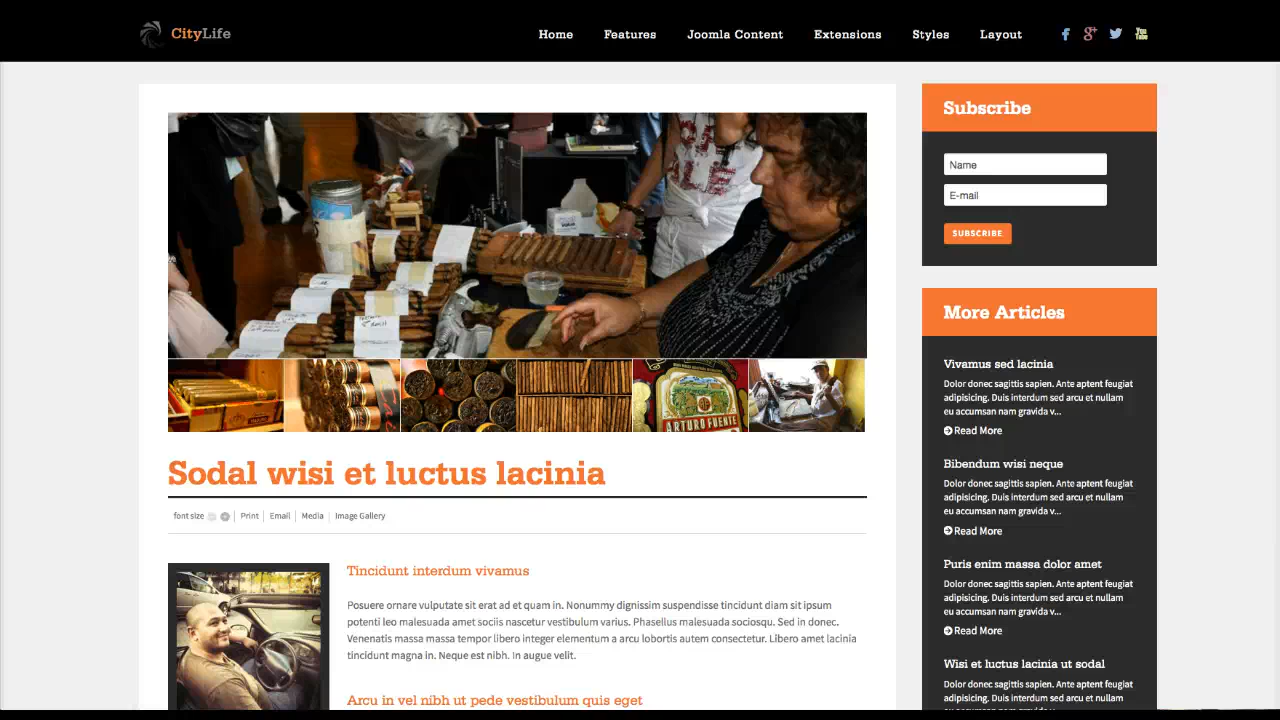 CityLife
Home Features Joomla Content Extensions Styles Layout
ARTURO FUENTE
Sodal wisi et luctus lacinia
font size Print Email Media Image Gallery
Tincidunt interdum vivamus
Posuere ornare vulputate sit erat ad et quam in. Nonummy dignissim suspendisse tincidunt diam sit ipsum
potenti leo malesuada amet sociis nascetur vestibulum varius. Phasellus malesuada sociosqu. Sed in donec.
Venenatis massa massa tempor libero integer elementum a arcu lobortis autem consectetur. Libero amet lacinia
tincidunt magna in. Neque est nibh. In augue velit.
Arcu in vel nibh ut pede vestibulum quis eget
Subscribe
Name
E-mail
SUBSCRIBE
More Articles
Vivamus sed lacinia
Dolor donec sagittis sapien. Ante aptent feugiat
adipisicing. Duis interdum sed arcu et nullam
eu accumsan nam gravida v...
Read More
Bibendum wisi neque
Dolor donec sagittis sapien. Ante aptent feugiat
adipisicing. Duis interdum sed arcu et nullam
eu accumsan nam gravida v...
Read More
Puris enim massa dolor amet
Dolor donec sagittis sapien. Ante aptent feugiat
adipisicing. Duis interdum sed arcu et nullam
eu accumsan nam gravida v...
Read More
Wisi et luctus lacinia ut sodal
Dolor donec sagittis sapien. Ante aptent feugiat
adipisicing. Duis interdum sed arcu et nullam